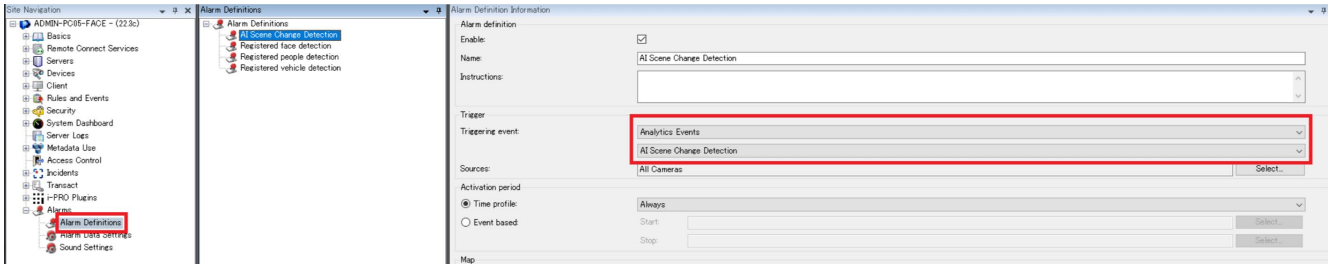 Site Navigation
ADMIN-PC05-FACE - (22.3c)
Basics
Remote Connect Services
Servers
Devices
Client
Rules and Events
Security
System Dashboard
Server Logs
Metadata Use
Access Control
Incidents
Transact
i-PRO Plugins
Alarms
Alarm Definitions
Alarm Data Settings
Sound Settings
Alarm Definitions
Alarm Definitions
AI Scene Change Detection
Registered face detection
Registered people detection
Registered vehicle detection
Alarm Definition Information
Alarm definition
Enable:
Name: AI Scene Change Detection
Instructions:
Trigger
Triggering event: Analytics Events
AI Scene Change Detection
Sources: All Cameras Select...
Activation period
Time profile: Always
Event based: Start: Select...
Stop: Select...
Map